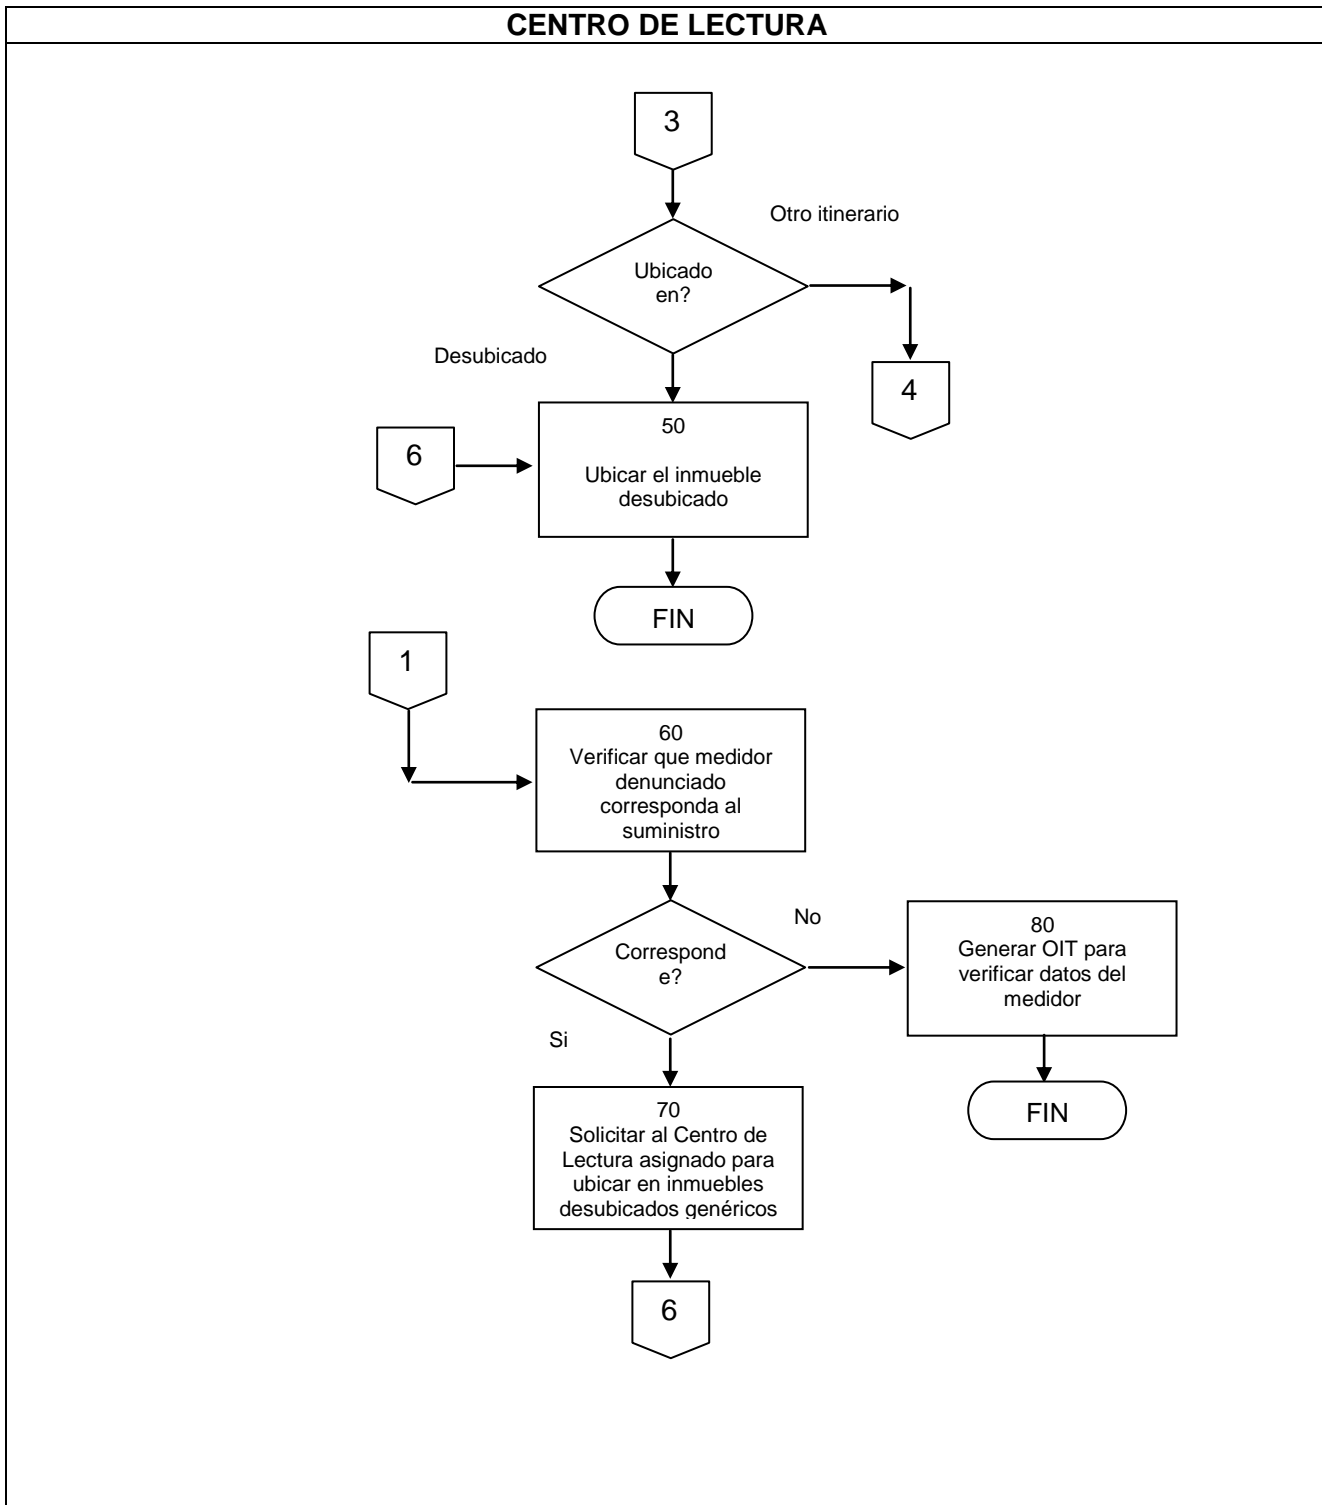 CENTRO DE LECTURA
3
Otro itinerario
Ubicado
en?
Desubicado
4
50
6
Ubicar el inmueble
desubicado
FIN
1
60
Verificar que medidor
denunciado
corresponda al
suministro
No
Correspond
e?
80
Generar OIT para
verificar datos del
medidor
Si
FIN
70
Solicitar al Centro de
Lectura asignado para
ubicar en inmuebles
desubicados genéricos
6